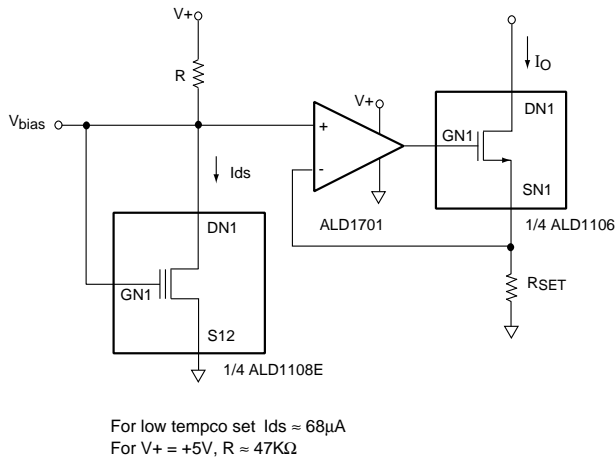 V+
R
Vbias
Ids
DN1
GN1
S12
1/4 ALD1108E
V+
+
-
ALD1701
IO
DN1
GN1
SN1
1/4 ALD1106
RSET
For low tempco set Ids ≈ 68µA
For V+ = +5V, R ≈ 47KΩ